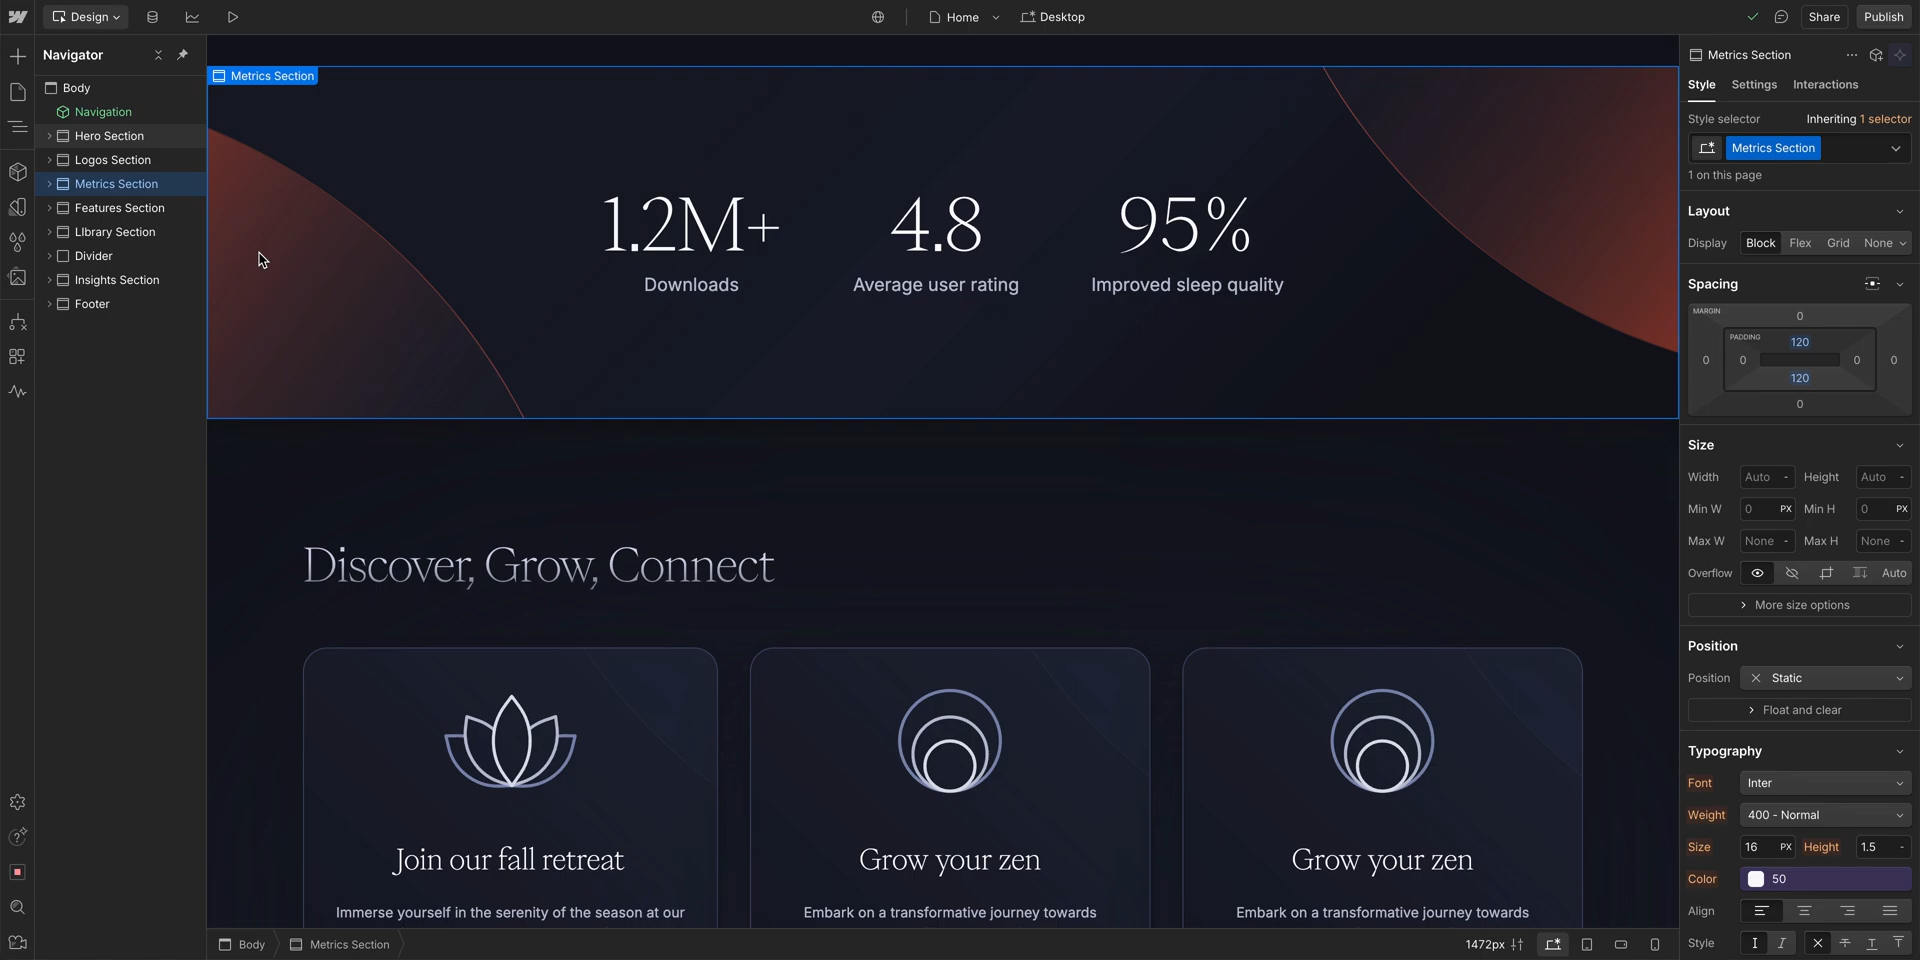 Design
Home
Desktop
Share
Publish
Navigator
Body
Navigation
Hero Section
Logos Section
Metrics Section
Features Section
LIbrary Section
Divider
Insights Section
Footer
Metrics Section
1.2M+
Downloads
4.8
Average user rating
95%
Improved sleep quality
Discover, Grow, Connect
Join our fall retreat
Immerse yourself in the serenity of the season at our
Grow your zen
Embark on a transformative journey towards
Grow your zen
Embark on a transformative journey towards
Body
Metrics Section
1472px
Metrics Section
Style Settings Interactions
Style selector Inheriting 1 selector
Metrics Section
1 on this page
Layout
Display Block Flex Grid None
Spacing
MARGIN
0
PADDING
120
0 0 0 0
120
0
Size
Width Auto - Height Auto -
Min W 0 PX Min H 0 PX
Max W None - Max H None -
Overflow Auto
More size options
Position
Position Static
Float and clear
Typography
Font Inter
Weight 400 - Normal
Size 16 PX Height 1.5 -
Color 50
Align
Style